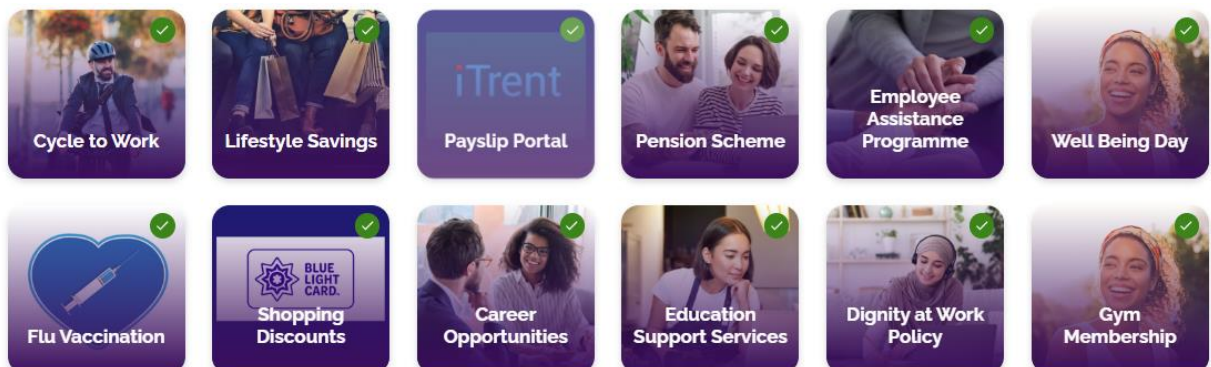 Cycle to Work
Lifestyle Savings
iTrent
Payslip Portal
Pension Scheme
Employee
Assistance
Programme
Well Being Day
Flu Vaccination
BLUE
LIGHT
CARD.
Shopping
Discounts
Career
Opportunities
Education
Support Services
Dignity at Work
Policy
Gym
Membership